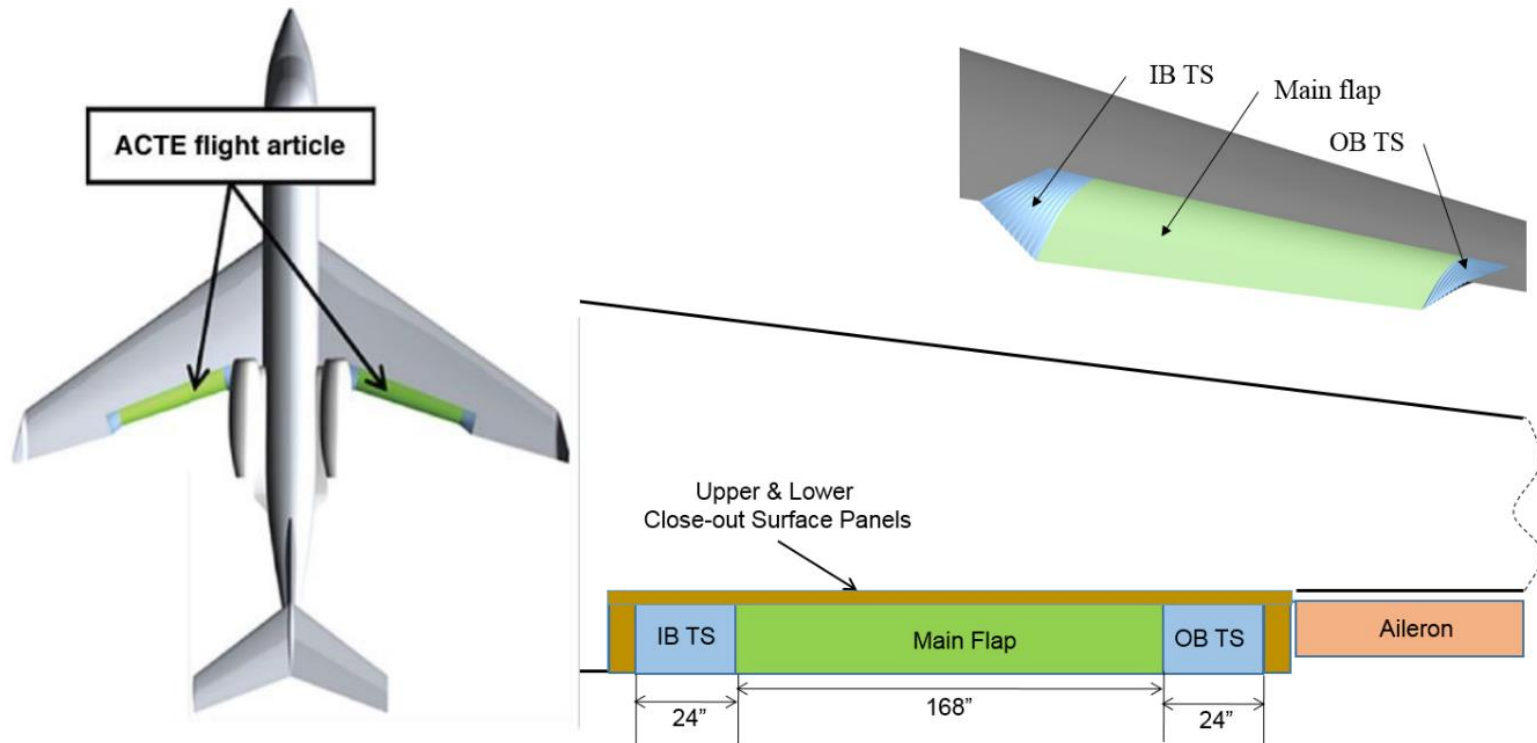 ACTE flight article
IB TS
Main flap
OB TS
Upper & Lower
Close-out Surface Panels
IB TS
Main Flap
OB TS
Aileron
24”
168”
24”